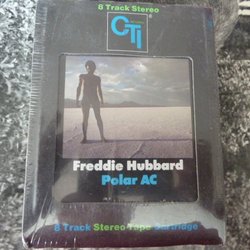 8 Track Stereo
CTI
®
Freddie Hubbard
Polar AC
8 Track Stereo Tape Cartridge